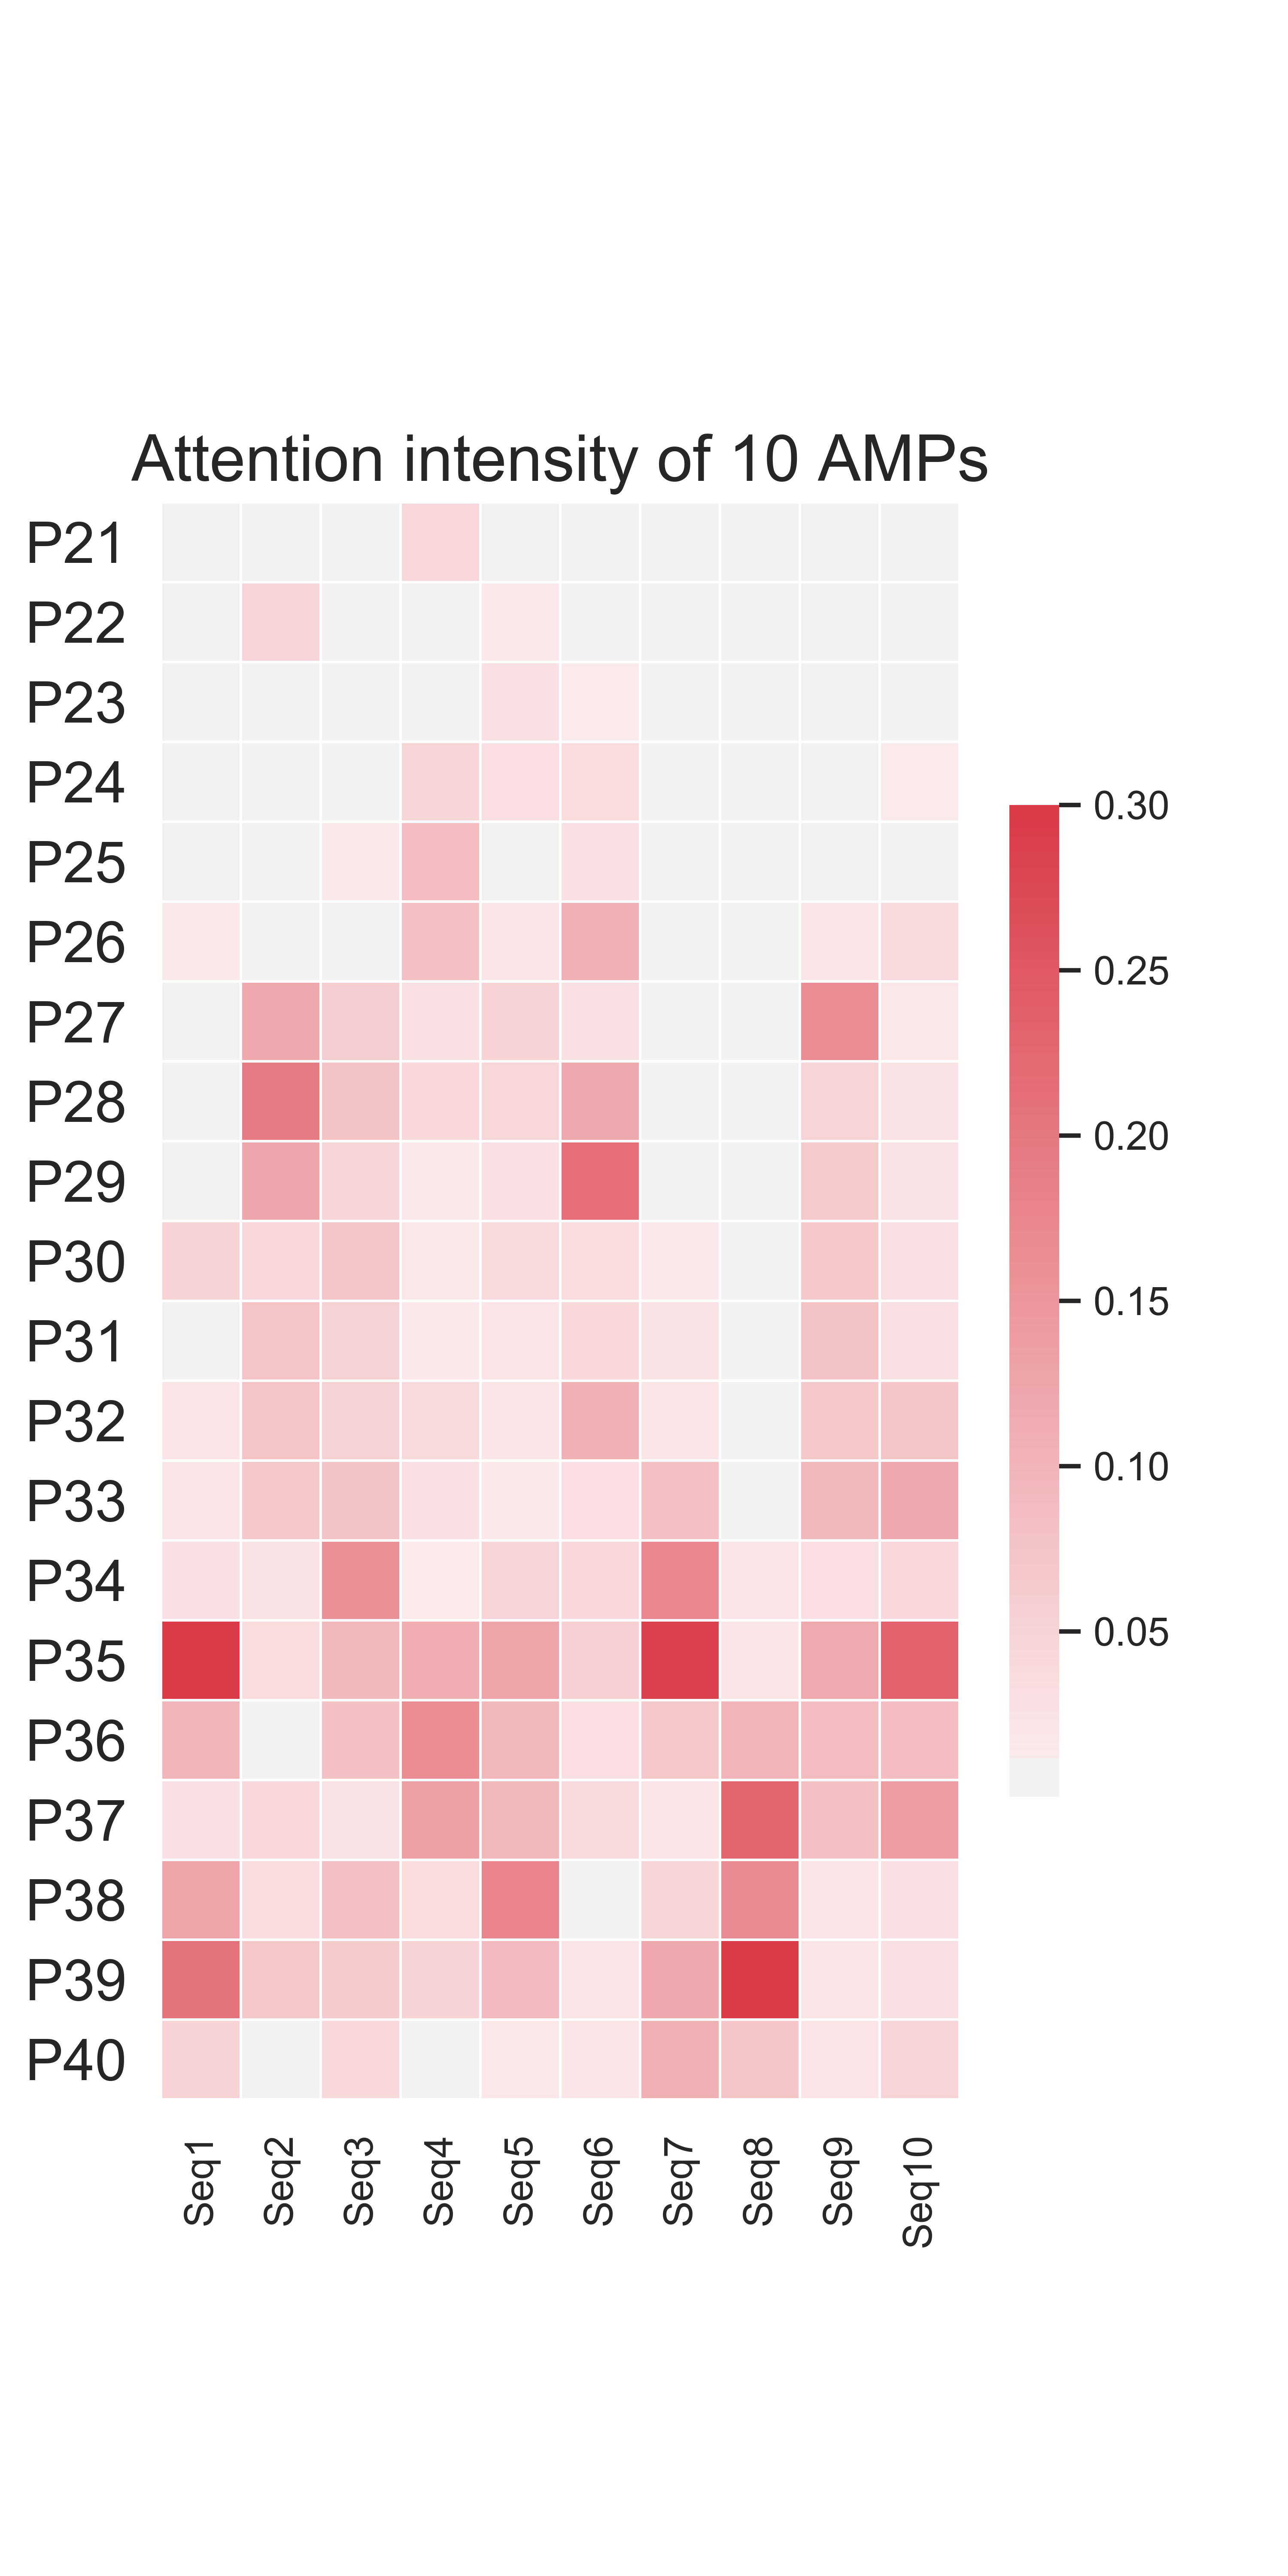 Attention intensity of 10 AMPs
P21
P22
P23
P24
P25
P26
P27
P28
P29
P30
P31
P32
P33
P34
P35
P36
P37
P38
P39
P40
0.30
0.25
0.20
0.15
0.10
0.05
Seq1
Seq2
Seq3
Seq4
Seq5
Seq6
Seq7
Seq8
Seq9
Seq10